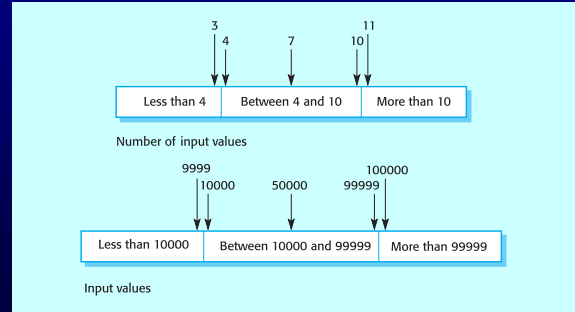 3 11
4 7 10
Less than 4 Between 4 and 10 More than 10
Number of input values
9999 100000
10000 50000 99999
Less than 10000 Between 10000 and 99999 More than 99999
Input values